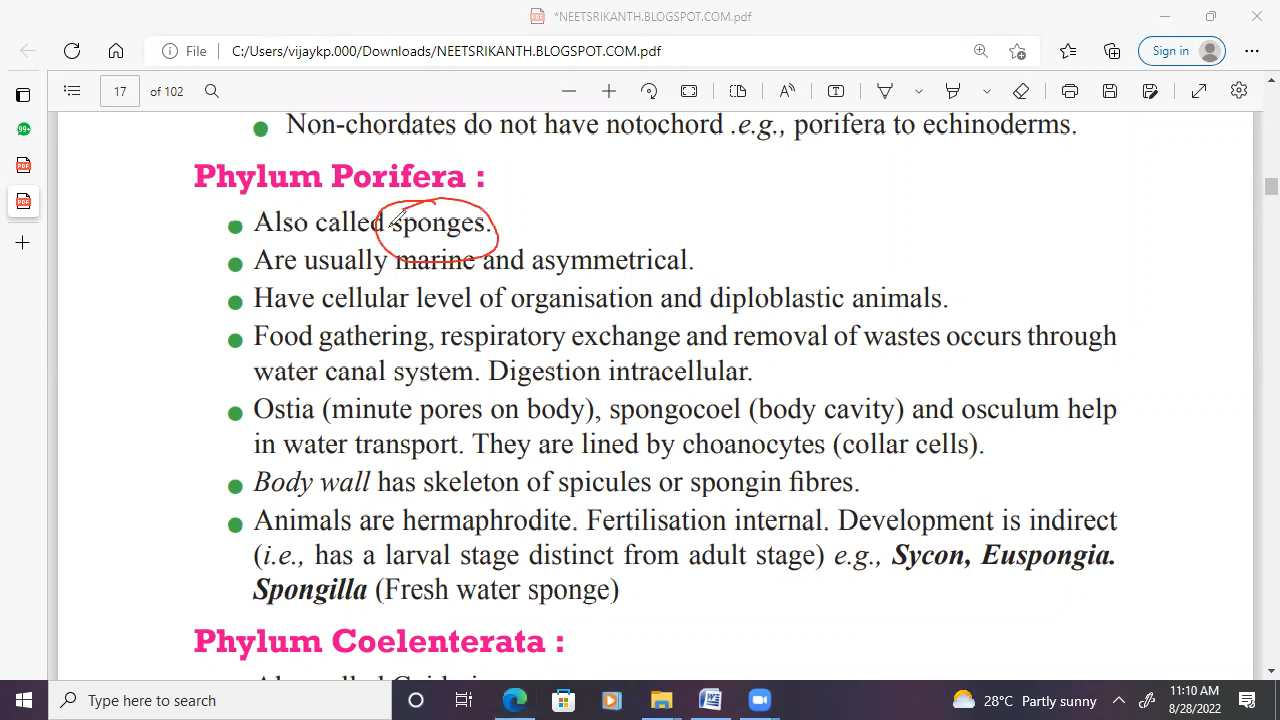 *NEETSRIKANTH.BLOGSPOT.COM.pdf
File
C:/Users/vijaykp.000/Downloads/NEETSRIKANTH.BLOGSPOT.COM.pdf
Sign in
17 of 102
99+
Non-chordates do not have notochord .e.g., porifera to echinoderms.
Phylum Porifera :
Also called sponges.
Are usually marine and asymmetrical.
Have cellular level of organisation and diploblastic animals.
Food gathering, respiratory exchange and removal of wastes occurs through
water canal system. Digestion intracellular.
Ostia (minute pores on body), spongocoel (body cavity) and osculum help
in water transport. They are lined by choanocytes (collar cells).
Body wall has skeleton of spicules or spongin fibres.
Animals are hermaphrodite. Fertilisation internal. Development is indirect
(i.e., has a larval stage distinct from adult stage) e.g., Sycon, Euspongia.
Spongilla (Fresh water sponge)
Phylum Coelenterata :
Type here to search
28°C Partly sunny
11:10 AM
8/28/2022